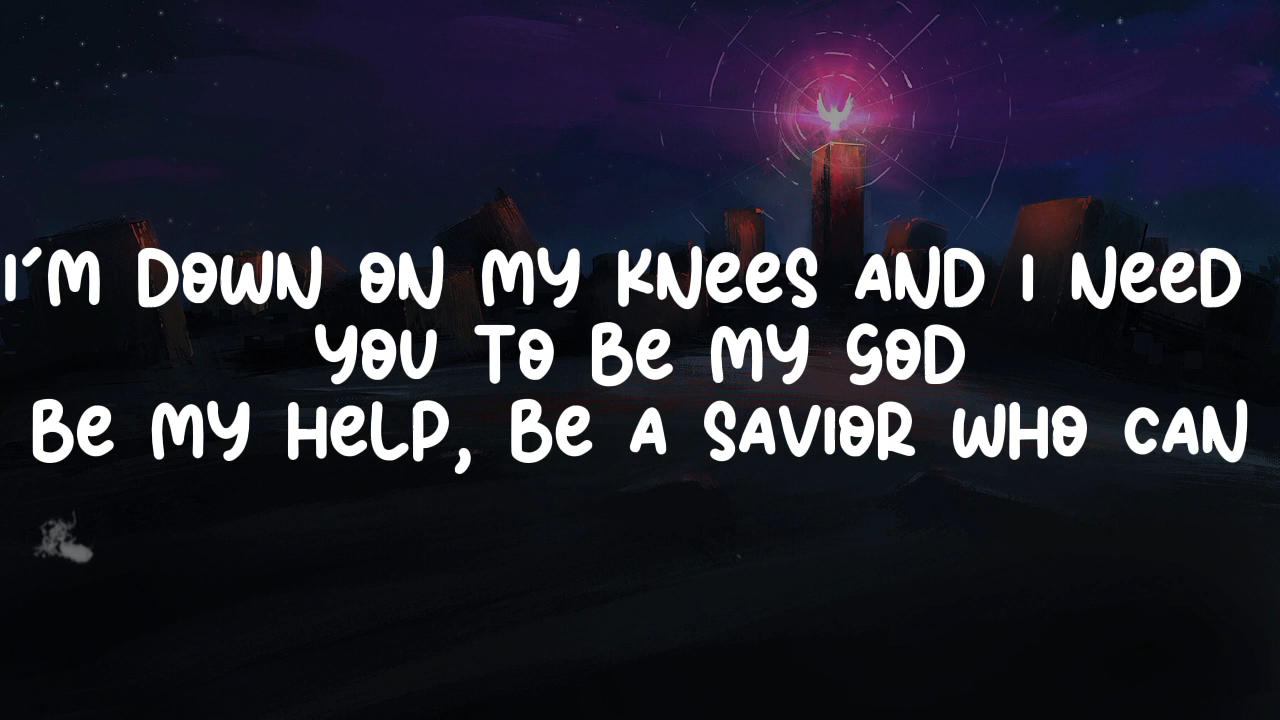 I'M DOWN ON MY KNEES AND I NEED
YOU TO BE MY GOD
BE MY HELP, BE A SAVIOR WHO CAN